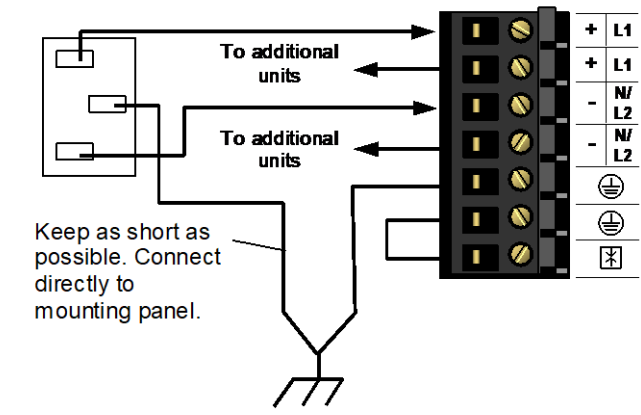 To additional
units
To additional
units
Keep as short as
possible. Connect
directly to
mounting panel.
+ L1
+ L1
- N/
L2
- N/
L2